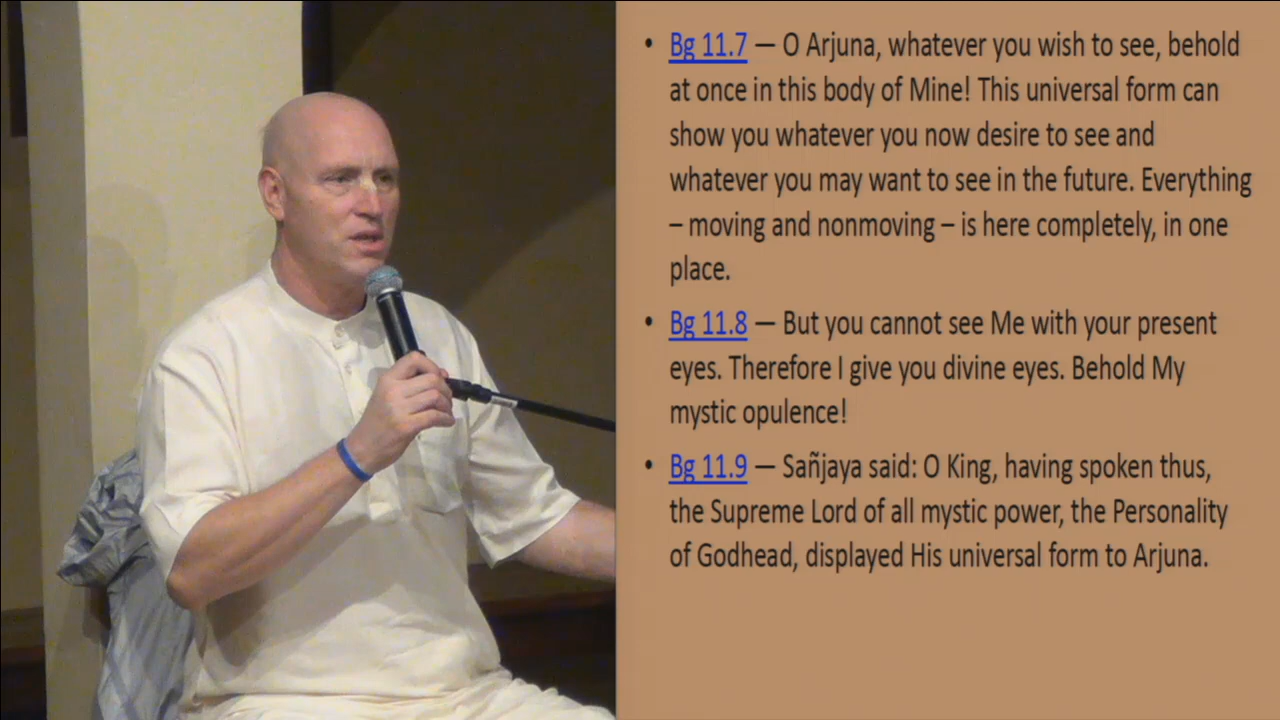 • Bg 11.7 — O Arjuna, whatever you wish to see, behold
at once in this body of Mine! This universal form can
show you whatever you now desire to see and
whatever you may want to see in the future. Everything
– moving and nonmoving – is here completely, in one
place.
• Bg 11.8 — But you cannot see Me with your present
eyes. Therefore I give you divine eyes. Behold My
mystic opulence!
• Bg 11.9 — Sañjaya said: O King, having spoken thus,
the Supreme Lord of all mystic power, the Personality
of Godhead, displayed His universal form to Arjuna.